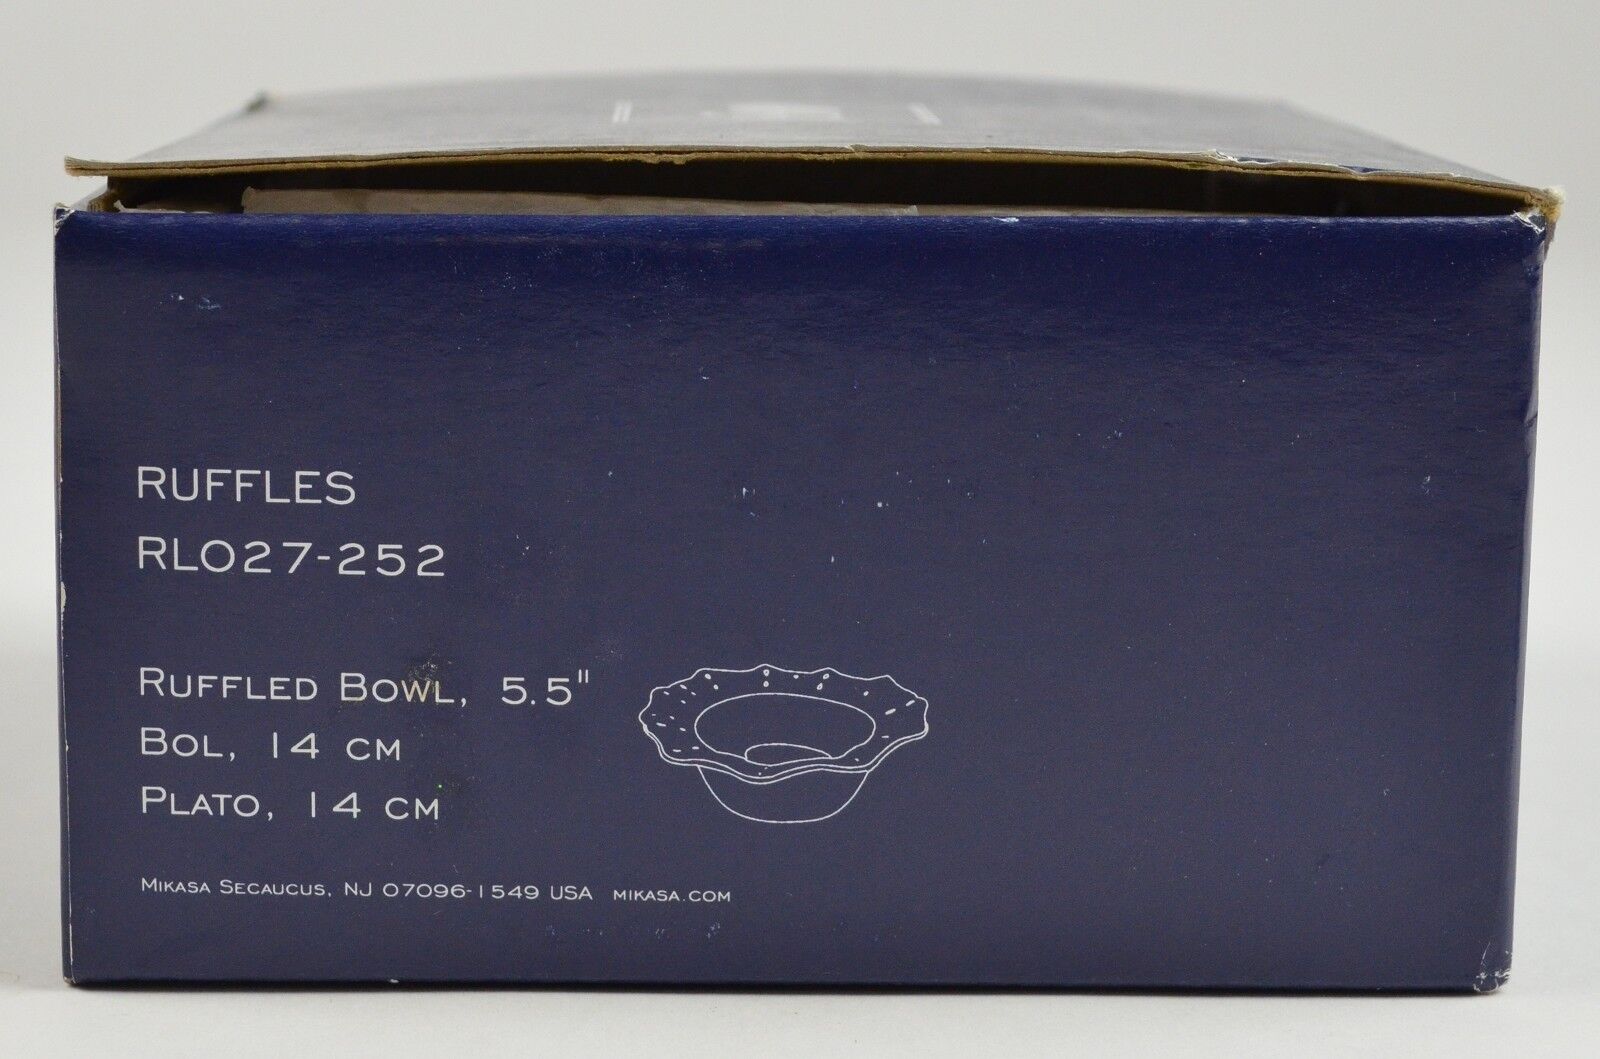 RUFFLES
RL027-252
RUFFLED BOWL, 5.5"
BOL, 14 CM
PLATO, 14 CM
MIKASA SECAUCUS, NJ 07096-1549 USA MIKASA.COM